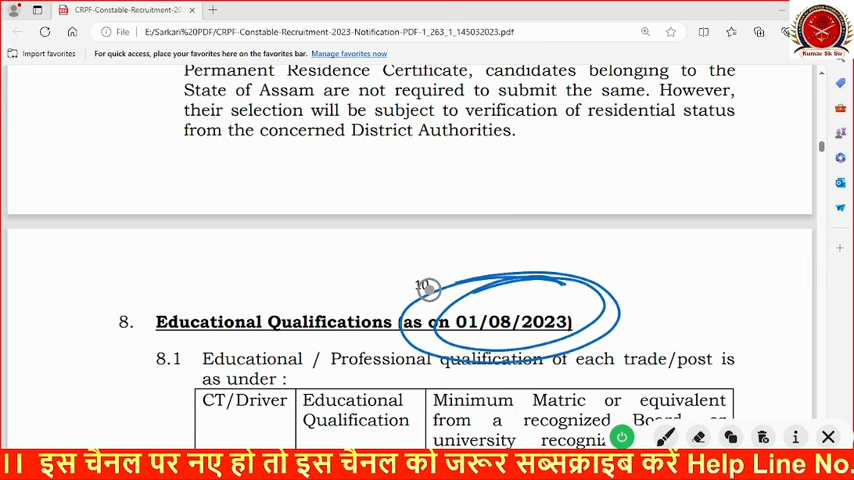 CRPF-Constable-Recruitment-20
File
E:/Sarkari%20PDF/CRPF-Constable-Recruitment-2023-Notification-PDF-1_263_1_145032023.pdf
Import favorites
For quick access, place your favorites here on the favorites bar. Manage favorites now
Kumar Sk Sir
Permanent Residence Certificate, candidates belonging to the
State of Assam are not required to submit the same. However,
their selection will be subject to verification of residential status
from the concerned District Authorities.
10
8. Educational Qualifications (as on 01/08/2023)
8.1 Educational / Professional qualification of each trade/post is
as under :
CT/Driver
Educational
Qualification
Minimum Matric or equivalent
from a recognized Board or
university
।। इस चैनल पर नए हो तो इस चैनल को जरूर सब्सक्राइब करें Help Line No.